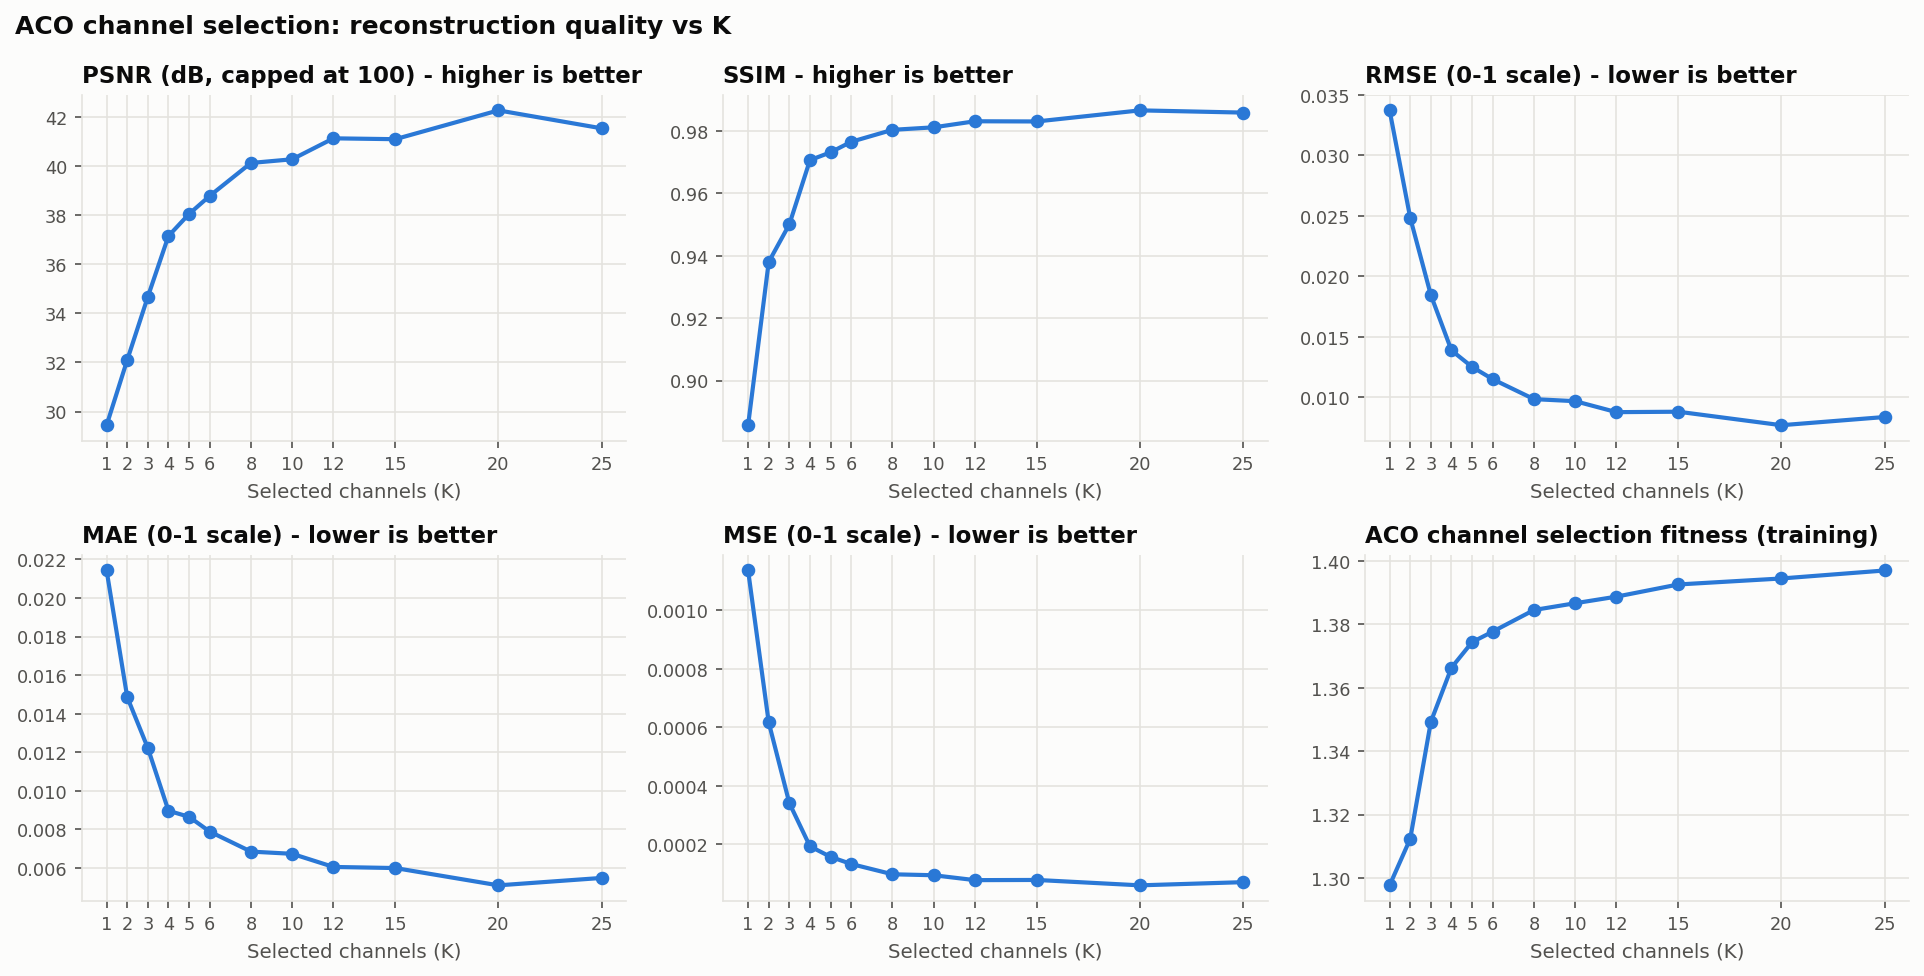 ACO channel selection: reconstruction quality vs K
PSNR (dB, capped at 100) - higher is better
42
40
38
36
34
32
30
1 2 3 4 5 6 8 10 12 15 20 25
Selected channels (K)
SSIM - higher is better
0.98
0.96
0.94
0.92
0.90
1 2 3 4 5 6 8 10 12 15 20 25
Selected channels (K)
RMSE (0-1 scale) - lower is better
0.035
0.030
0.025
0.020
0.015
0.010
1 2 3 4 5 6 8 10 12 15 20 25
Selected channels (K)
MAE (0-1 scale) - lower is better
0.022
0.020
0.018
0.016
0.014
0.012
0.010
0.008
0.006
1 2 3 4 5 6 8 10 12 15 20 25
Selected channels (K)
MSE (0-1 scale) - lower is better
0.0010
0.0008
0.0006
0.0004
0.0002
1 2 3 4 5 6 8 10 12 15 20 25
Selected channels (K)
ACO channel selection fitness (training)
1.40
1.38
1.36
1.34
1.32
1.30
1 2 3 4 5 6 8 10 12 15 20 25
Selected channels (K)